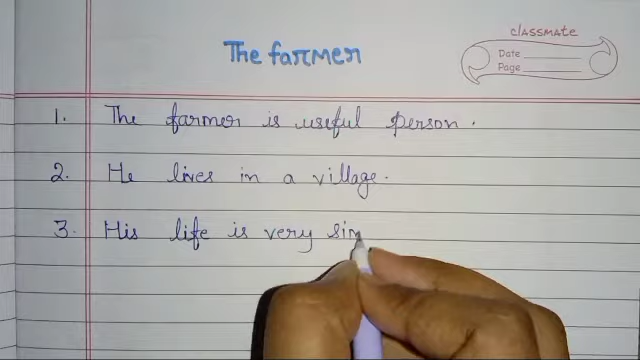 classmate
Date
Page
The farmer
1. The farmer is useful person.
2. He lives in a village.
3. His life is very sim